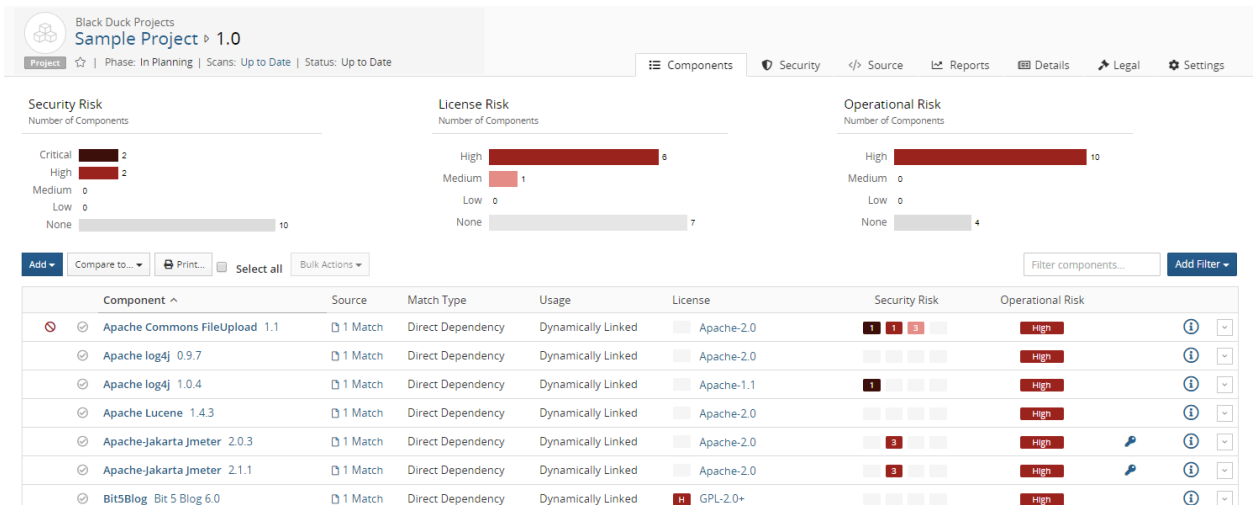 Black Duck Projects
Sample Project 1.0
Project | Phase: In Planning | Scans: Up to Date | Status: Up to Date
Components Security </> Source Reports Details Legal Settings
Security Risk
Number of Components
Critical 2
High 2
Medium 0
Low 0
None 10
License Risk
Number of Components
High 6
Medium 1
Low 0
None 7
Operational Risk
Number of Components
High 10
Medium 0
Low 0
None 4
Add Compare to... Print... Select all Bulk Actions Filter components... Add Filter
Component Source Match Type Usage License Security Risk Operational Risk
Apache Commons FileUpload 1.1 1 Match Direct Dependency Dynamically Linked Apache-2.0 1 1 3 High
Apache log4j 0.9.7 1 Match Direct Dependency Dynamically Linked Apache-2.0 High
Apache log4j 1.0.4 1 Match Direct Dependency Dynamically Linked Apache-1.1 1 High
Apache Lucene 1.4.3 1 Match Direct Dependency Dynamically Linked Apache-2.0 High
Apache-Jakarta Jmeter 2.0.3 1 Match Direct Dependency Dynamically Linked Apache-2.0 3 High
Apache-Jakarta Jmeter 2.1.1 1 Match Direct Dependency Dynamically Linked Apache-2.0 3 High
Bit5Blog Bit 5 Blog 6.0 1 Match Direct Dependency Dynamically Linked H GPL-2.0+ High